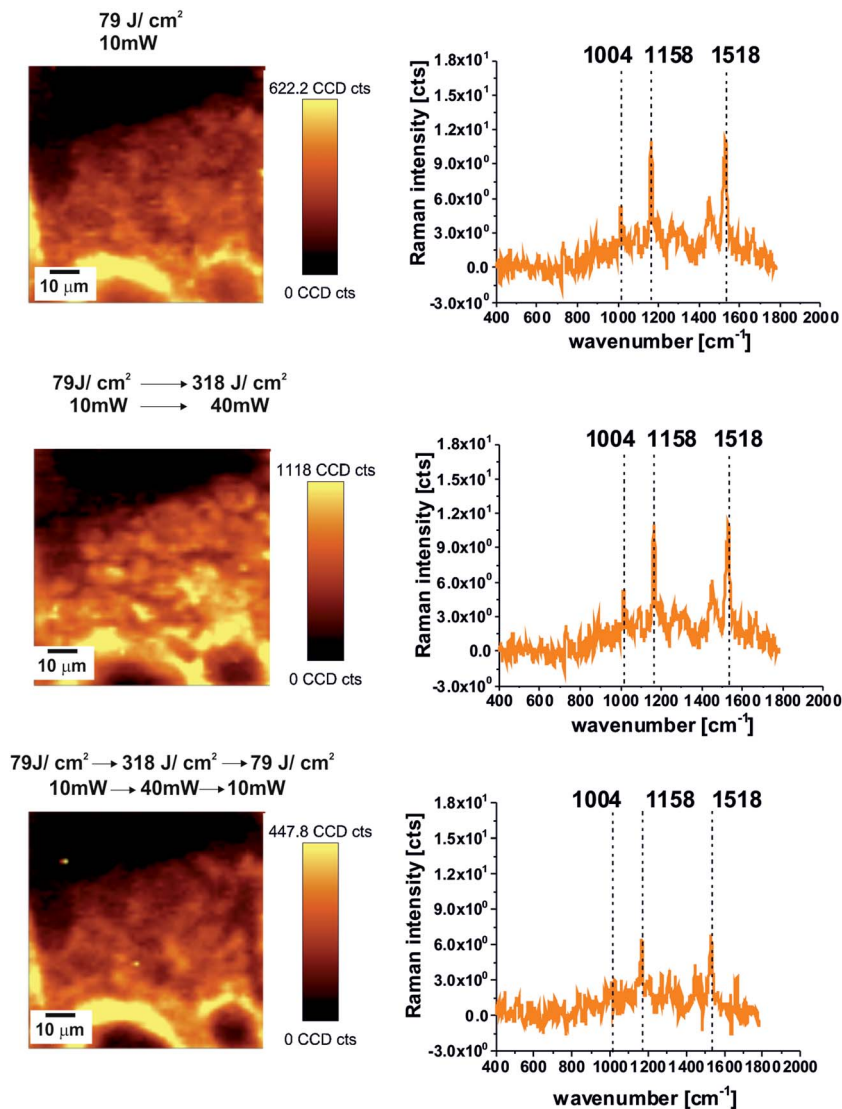 79 J/ cm²
10mW
622.2 CCD cts
0 CCD cts
10 μm
1004 1158 1518
1.8x10¹
1.5x10¹
1.2x10¹
9.0x10⁰
6.0x10⁰
3.0x10⁰
0.0
-3.0x10⁰
Raman intensity [cts]
400 600 800 1000 1200 1400 1600 1800 2000
wavenumber [cm⁻¹]
79J/ cm² → 318 J/ cm²
10mW → 40mW
1118 CCD cts
0 CCD cts
10 μm
1004 1158 1518
1.8x10¹
1.5x10¹
1.2x10¹
9.0x10⁰
6.0x10⁰
3.0x10⁰
0.0
-3.0x10⁰
Raman intensity [cts]
400 600 800 1000 1200 1400 1600 1800 2000
wavenumber [cm⁻¹]
79J/ cm² → 318 J/ cm² → 79 J/ cm²
10mW → 40mW → 10mW
447.8 CCD cts
0 CCD cts
10 μm
1004 1158 1518
1.8x10¹
1.5x10¹
1.2x10¹
9.0x10⁰
6.0x10⁰
3.0x10⁰
0.0
-3.0x10⁰
Raman intensity [cts]
400 600 800 1000 1200 1400 1600 1800 2000
wavenumber [cm⁻¹]